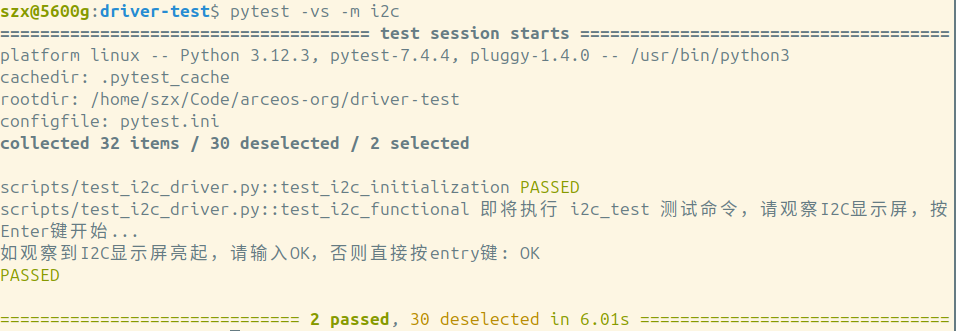 szx@5600g:driver-test$ pytest -vs -m i2c
===================================== test session starts =====================================
platform linux -- Python 3.12.3, pytest-7.4.4, pluggy-1.4.0 -- /usr/bin/python3
cachedir: .pytest_cache
rootdir: /home/szx/Code/arceos-org/driver-test
configfile: pytest.ini
collected 32 items / 30 deselected / 2 selected
scripts/test_i2c_driver.py::test_i2c_initialization PASSED
scripts/test_i2c_driver.py::test_i2c_functional 即将执行 i2c_test 测试命令，请观察I2C显示屏，按
Enter键开始...
如观察到I2C显示屏亮起，请输入OK，否则直接按entry键: OK
PASSED
============================== 2 passed, 30 deselected in 6.01s ===============================